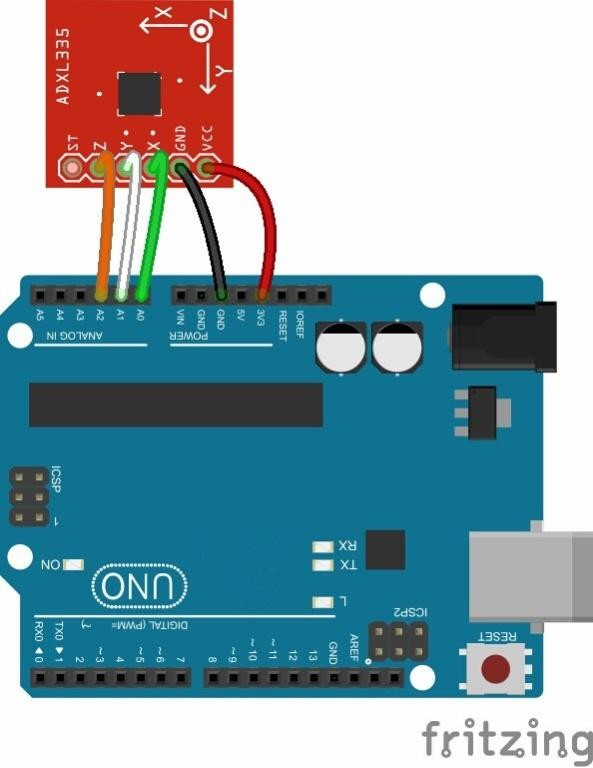 X
Z
Y
ADXL335
ST
Z
Y
X
GND
VCC
A5
A4
A3
A2
A1
A0
VIN
GND
GND
5V
3V3
RESET
IOREF
ANALOG IN
POWER
ICSP
1
ON
UNO
RX
TX
L
ICSP2
RESET
DIGITAL (PWM=
RX0 ◀ 0
TX0 ▶ 1
2
~3
4
~5
~6
7
8
~9
~10
~11
12
13
GND
AREF
fritzing